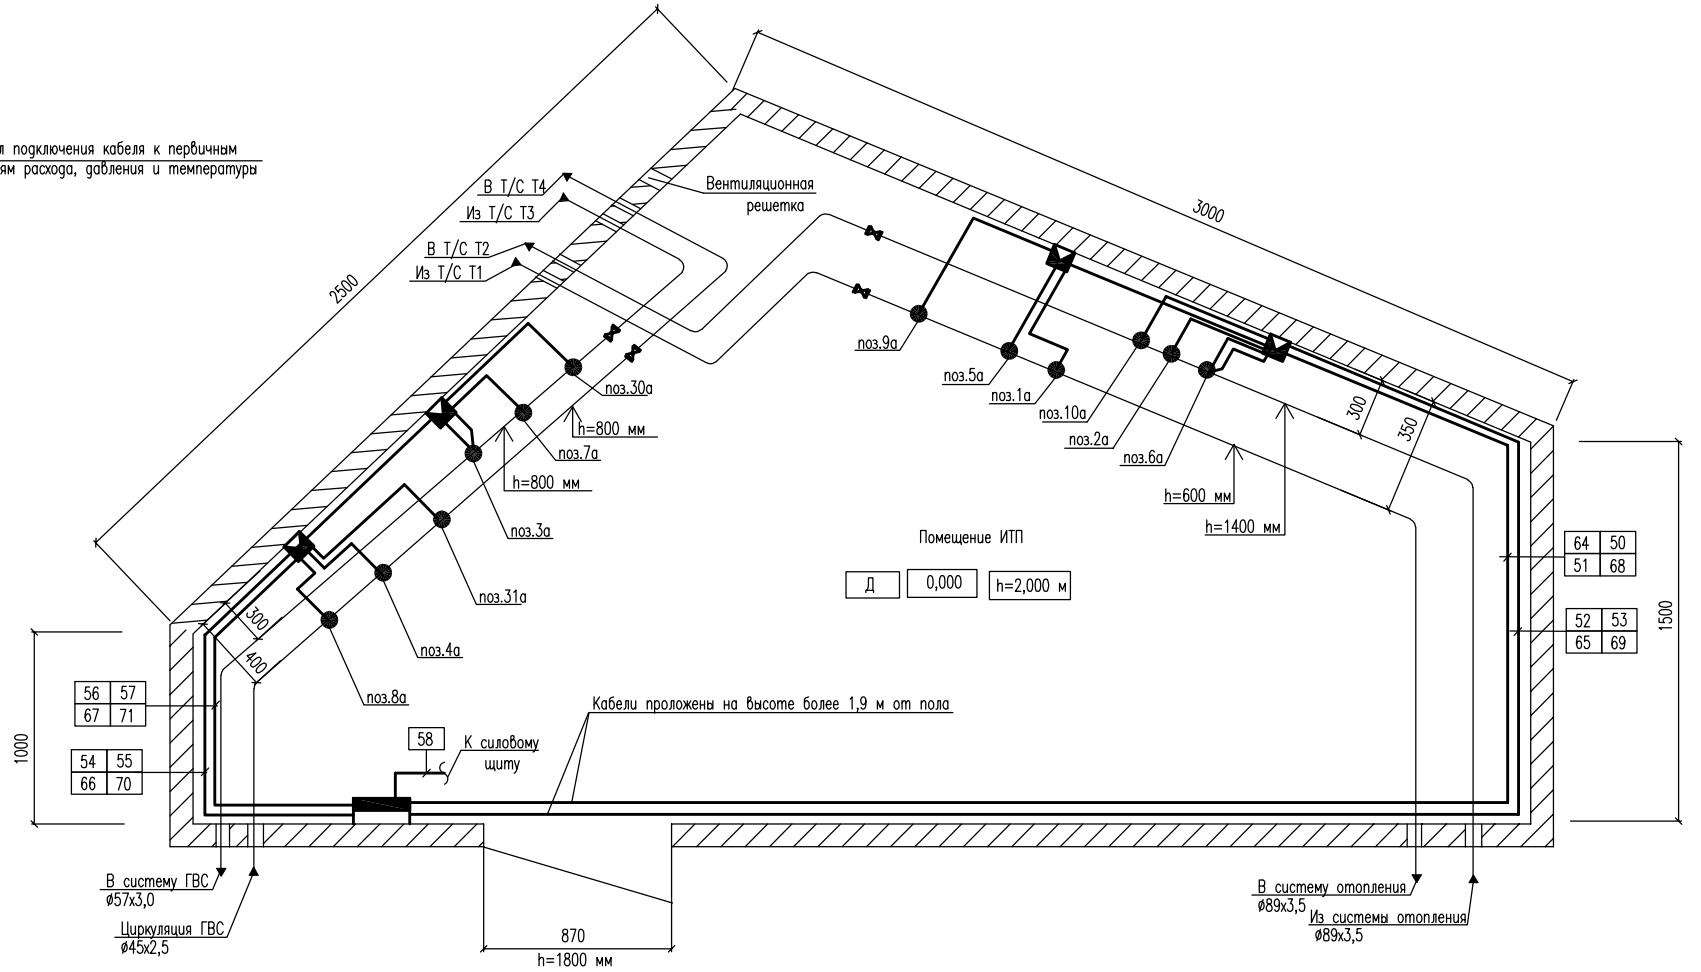 подключения кабеля к первичным
расхода, давления и температуры
3000
2500
В Т/С Т4
Из Т/С Т3
В Т/С Т2
Из Т/С Т1
Вентиляционная
решетка
поз.9а
поз.5а
поз.1а
поз.10а
поз.2а
поз.6а
поз.30а
поз.7а
поз.3а
поз.31а
поз.4а
поз.8а
h=800 мм
h=800 мм
300
350
h=600 мм
h=1400 мм
Помещение ИТП
Д 0,000 h=2,000 м
64 50
51 68
52 53
65 69
1500
300
400
56 57
67 71
54 55
66 70
1000
58
К силовому
щиту
Кабели проложены на высоте более 1,9 м от пола
В систему ГВС
ø57х3,0
Циркуляция ГВС
ø45х2,5
870
h=1800 мм
В систему отопления
ø89х3,5
Из системы отопления
ø89х3,5